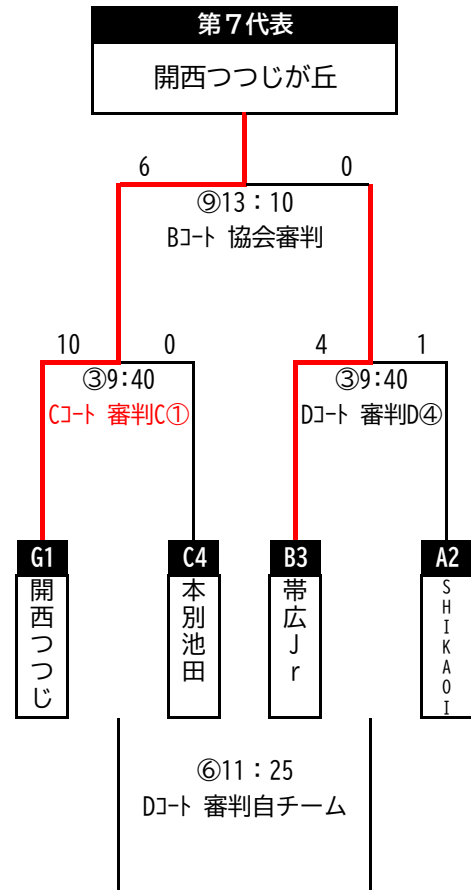 第７代表
開西つつじが丘
6 0
⑨13：10
Bｺｰﾄ 協会審判
10 0 4 1
③9:40 ③9:40
Cｺｰﾄ 審判C① Dｺｰﾄ 審判D④
G1 C4 B3 A2
開西つつじ
本別池田
帯広Jr
SHIKAOI
⑥11：25
Dｺｰﾄ 審判自チーム